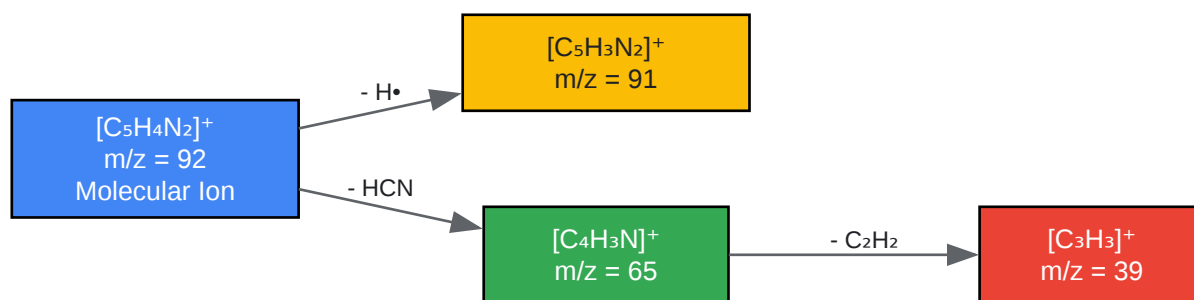 [C₅H₄N₂]⁺
m/z = 92
Molecular Ion
- H•
[C₅H₃N₂]⁺
m/z = 91
- HCN
[C₄H₃N]⁺
m/z = 65
- C₂H₂
[C₃H₃]⁺
m/z = 39